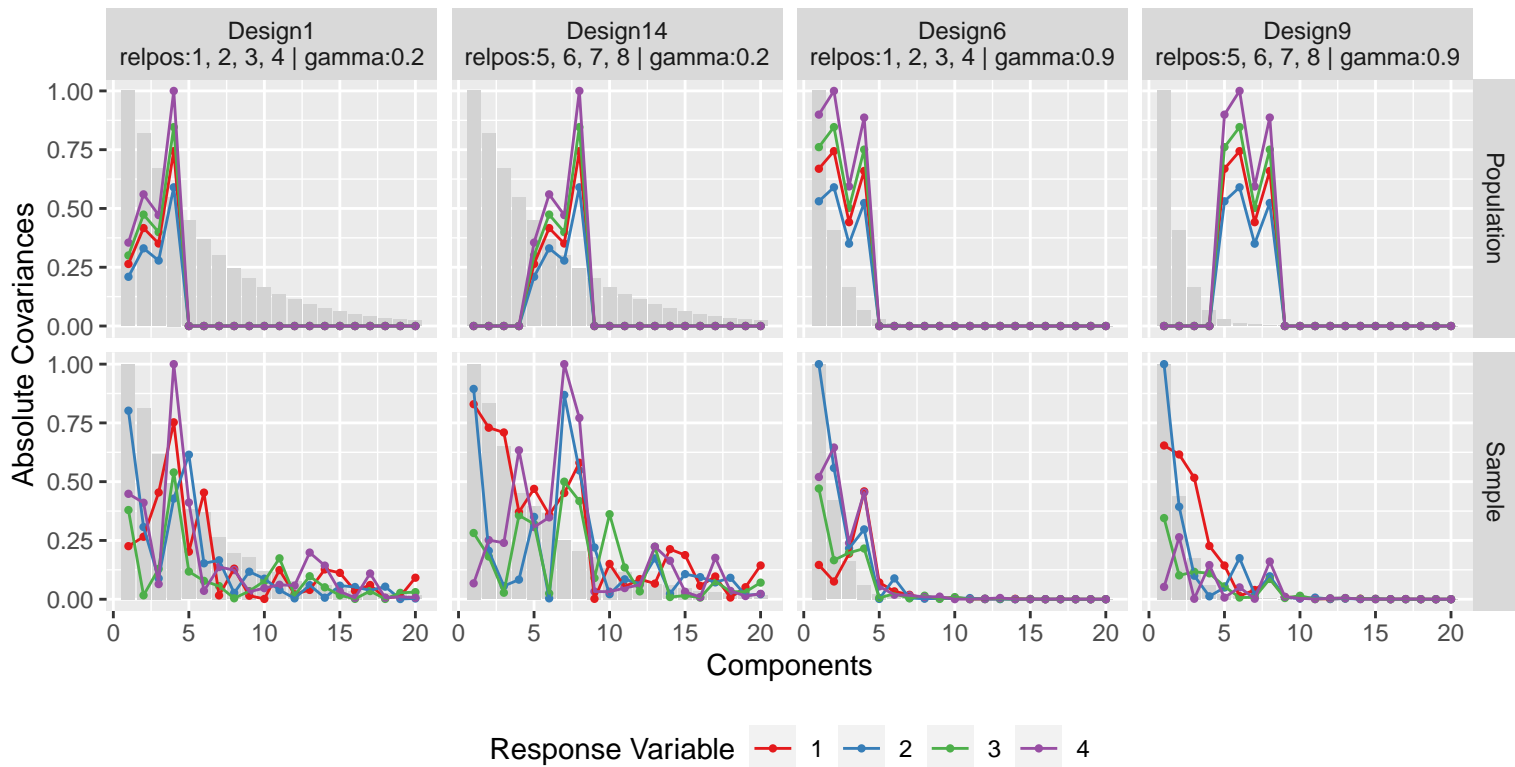 Design1
relpos:1, 2, 3, 4 | gamma:0.2
Design14
relpos:5, 6, 7, 8 | gamma:0.2
Design6
relpos:1, 2, 3, 4 | gamma:0.9
Design9
relpos:5, 6, 7, 8 | gamma:0.9
Absolute Covariances
1.00
0.75
0.50
0.25
0.00
Population
1.00
0.75
0.50
0.25
0.00
Sample
0 5 10 15 20
0 5 10 15 20
0 5 10 15 20
0 5 10 15 20
Components
Response Variable 1 2 3 4